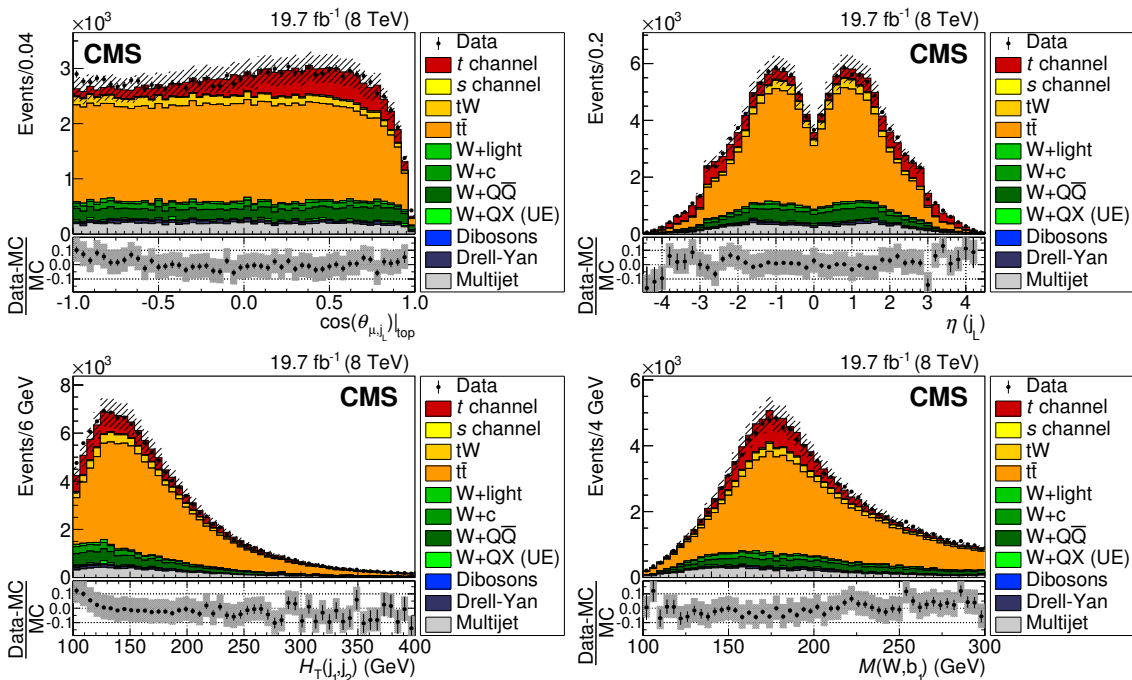 19.7 fb⁻¹ (8 TeV)
×10³
CMS
Events/0.04
3
2
1
0
Data
t channel
s channel
tW
tt̄
W+light
W+c
W+QQ̅
W+QX (UE)
Dibosons
Drell-Yan
Multijet
Data-MC
MC
0.1
0.0
-0.1
-1.0 -0.5 0.0 0.5 1.0
cos(θ_μ,j_L)|_top
19.7 fb⁻¹ (8 TeV)
×10³
CMS
Events/0.2
6
4
2
0
Data
t channel
s channel
tW
tt̄
W+light
W+c
W+QQ̅
W+QX (UE)
Dibosons
Drell-Yan
Multijet
Data-MC
MC
0.1
0.0
-0.1
-4 -3 -2 -1 0 1 2 3 4
η (j_L)
19.7 fb⁻¹ (8 TeV)
×10³
CMS
Events/6 GeV
8
6
4
2
0
Data
t channel
s channel
tW
tt̄
W+light
W+c
W+QQ̅
W+QX (UE)
Dibosons
Drell-Yan
Multijet
Data-MC
MC
0.1
0.0
-0.1
100 150 200 250 300 350 400
H_T(j_1,j_2) (GeV)
19.7 fb⁻¹ (8 TeV)
×10³
CMS
Events/4 GeV
6
4
2
0
Data
t channel
s channel
tW
tt̄
W+light
W+c
W+QQ̅
W+QX (UE)
Dibosons
Drell-Yan
Multijet
Data-MC
MC
0.1
0.0
-0.1
100 150 200 250 300
M(W,b_1) (GeV)